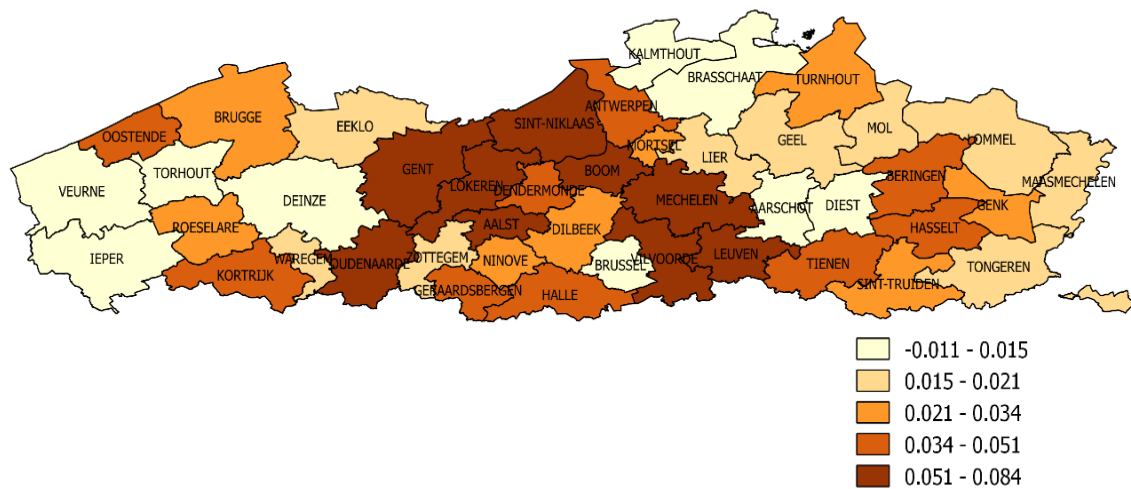 KALMTHOUT
BRASSCHAAT
TURNHOUT
ANTWERPEN
BRUGGE
EEKLO
SINT-NIKLAAS
OOSTENDE
MOL
LOMMEL
GEEL
MORTSEL
LIER
GENT
BOOM
TORHOUT
BERINGEN
MAASMECHELEN
LOKEREN
DENDERMONDE
VEURNE
DEINZE
MECHELEN
AARSCHOT
DIEST
GENK
AALST
ROESELARE
DILBEEK
HASSELT
IEPER
WAREGEM
OUDENAARDE
ZOTTEGEM
NINOVE
BRUSSEL
VILVOORDE
LEUVEN
TIENEN
TONGEREN
KORTRIJK
GERAARDSBERGEN
HALLE
SINT-TRUIDEN
-0.011 - 0.015
0.015 - 0.021
0.021 - 0.034
0.034 - 0.051
0.051 - 0.084